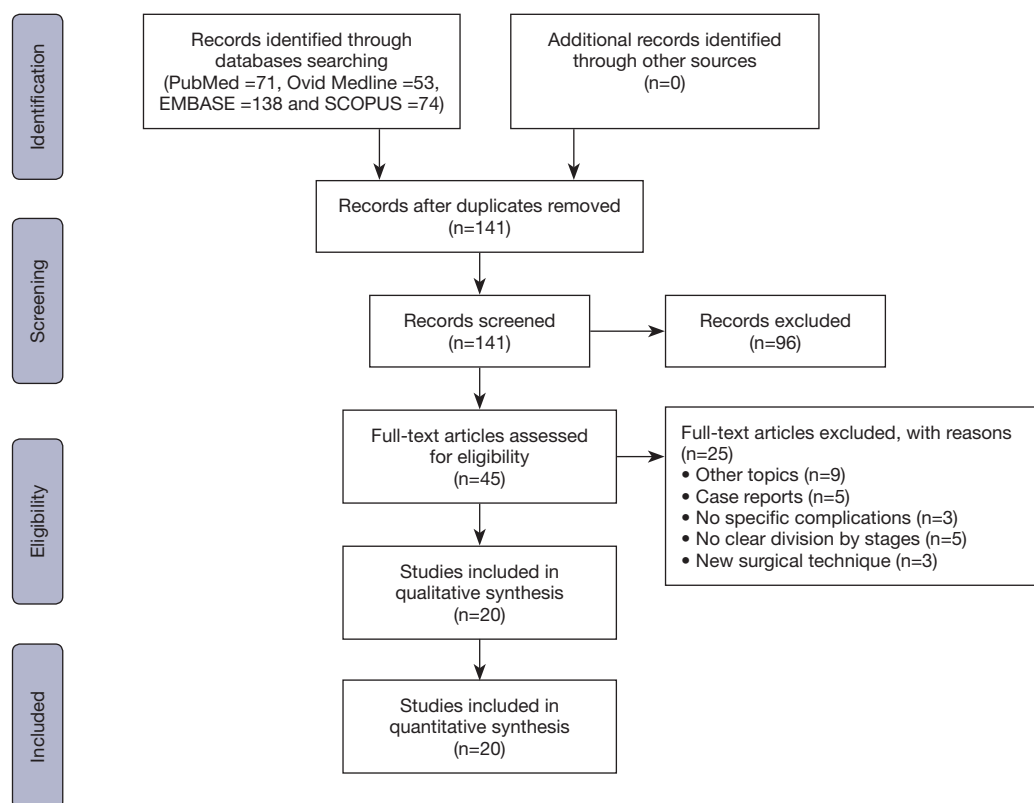 Identification
Records identified through
databases searching
(PubMed =71, Ovid Medline =53,
EMBASE =138 and SCOPUS =74)
Additional records identified
through other sources
(n=0)
Records after duplicates removed
(n=141)
Screening
Records screened
(n=141)
Records excluded
(n=96)
Eligibility
Full-text articles assessed
for eligibility
(n=45)
Full-text articles excluded, with reasons
(n=25)
• Other topics (n=9)
• Case reports (n=5)
• No specific complications (n=3)
• No clear division by stages (n=5)
• New surgical technique (n=3)
Studies included in
qualitative synthesis
(n=20)
Included
Studies included in
quantitative synthesis
(n=20)